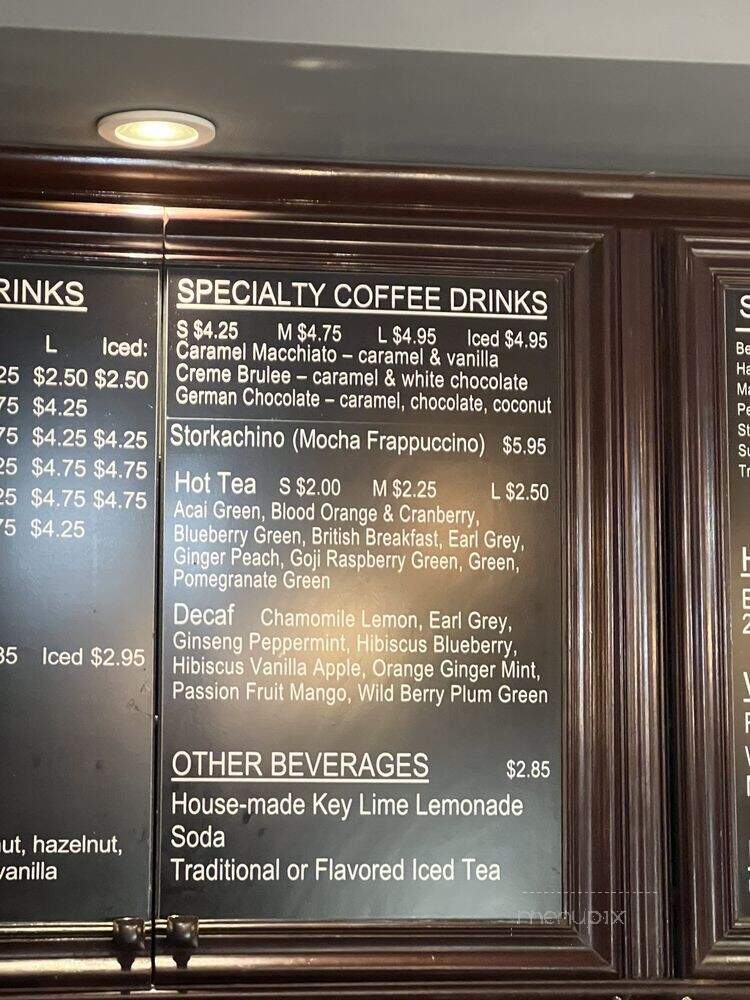 RINKS
L Iced:
25 $2.50 $2.50
75 $4.25
75 $4.25 $4.25
25 $4.75 $4.75
25 $4.75 $4.75
75 $4.25
35 Iced $2.95
hazelnut,
vanilla
SPECIALTY COFFEE DRINKS
S $4.25 M $4.75 L $4.95 Iced $4.95
Caramel Macchiato – caramel & vanilla
Creme Brulee – caramel & white chocolate
German Chocolate – caramel, chocolate, coconut
Storkachino (Mocha Frappuccino) $5.95
Hot Tea S $2.00 M $2.25 L $2.50
Acai Green, Blood Orange & Cranberry,
Blueberry Green, British Breakfast, Earl Grey,
Ginger Peach, Goji Raspberry Green, Green,
Pomegranate Green
Decaf Chamomile Lemon, Earl Grey,
Ginseng Peppermint, Hibiscus Blueberry,
Hibiscus Vanilla Apple, Orange Ginger Mint,
Passion Fruit Mango, Wild Berry Plum Green
OTHER BEVERAGES $2.85
House-made Key Lime Lemonade
Soda
Traditional or Flavored Iced Tea
menupix